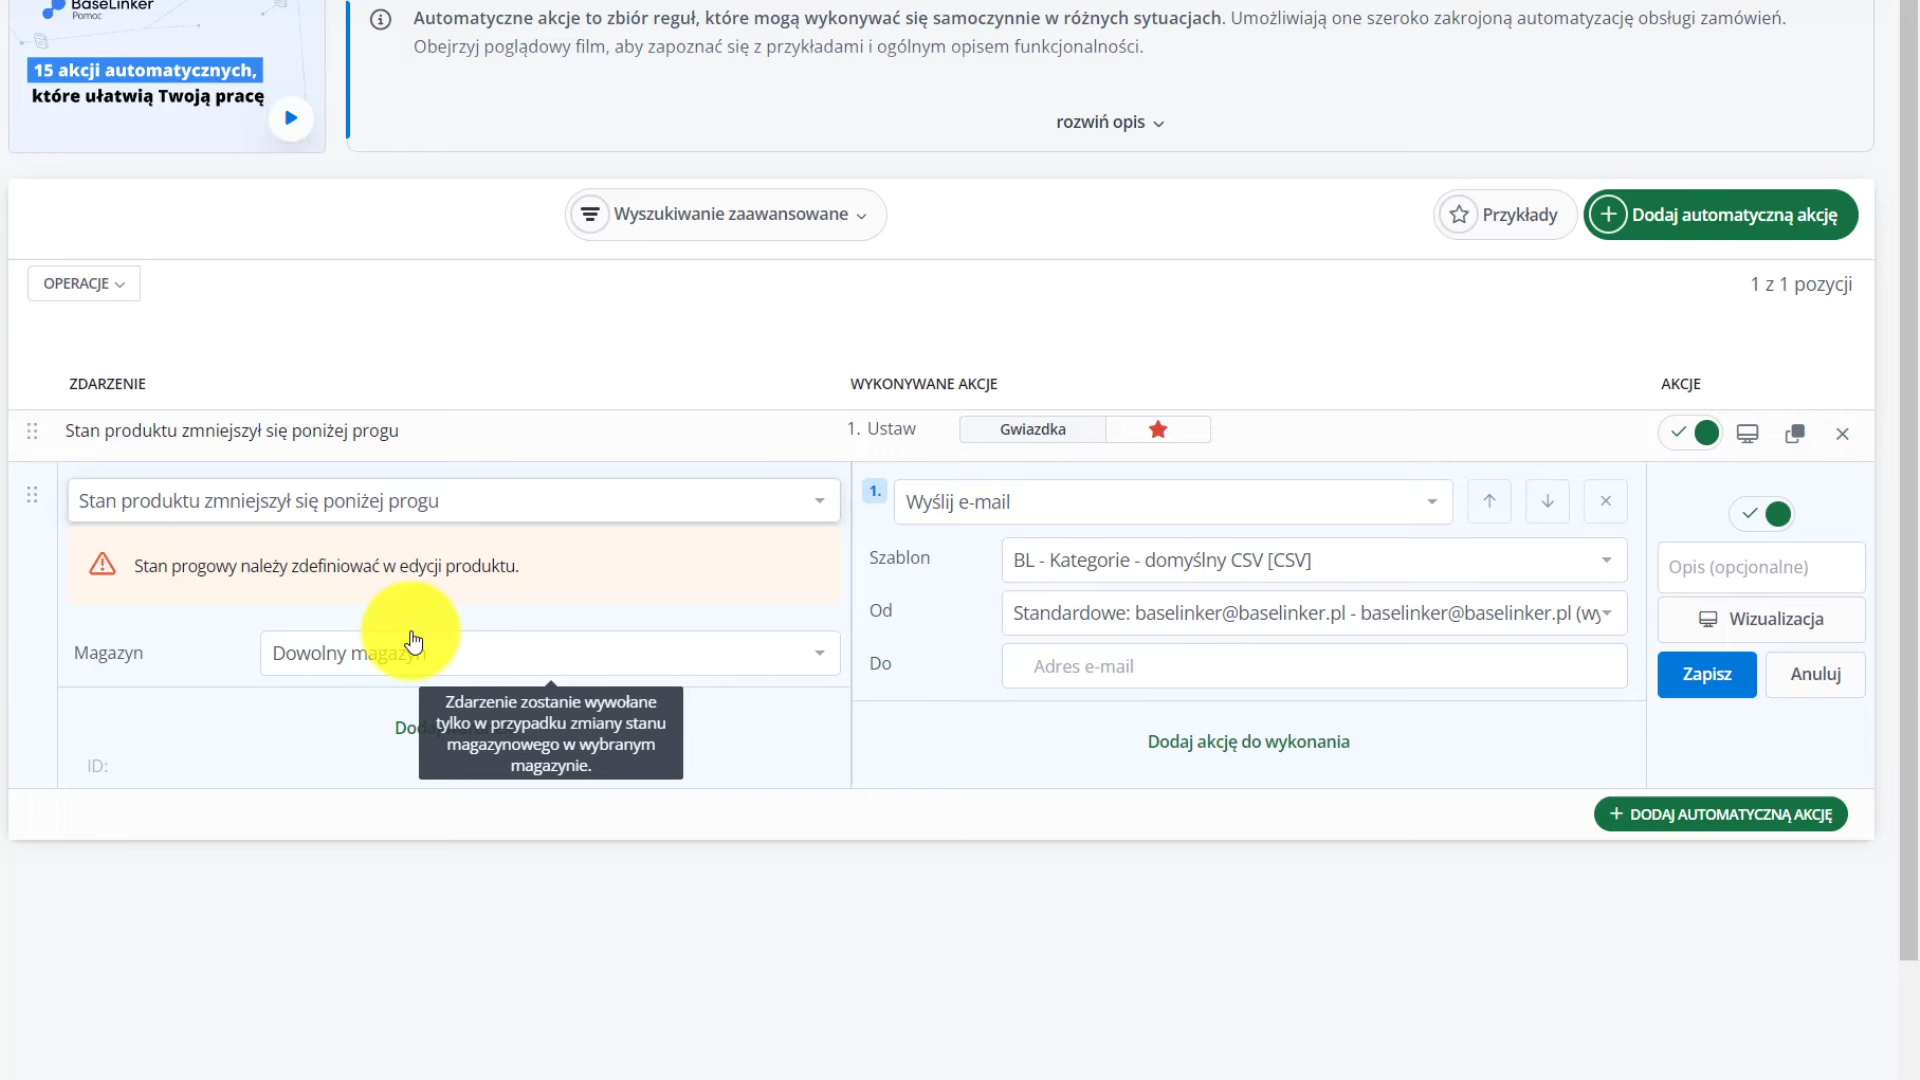 BaseLinker
Pomoc
15 akcji automatycznych,
które ułatwią Twoją pracę
Automatyczne akcje to zbiór reguł, które mogą wykonywać się samoczynnie w różnych sytuacjach. Umożliwiają one szeroko zakrojoną automatyzację obsługi zamówień.
Obejrzyj poglądowy film, aby zapoznać się z przykładami i ogólnym opisem funkcjonalności.
rozwiń opis
Wyszukiwanie zaawansowane
Przykłady
Dodaj automatyczną akcję
OPERACJE
1 z 1 pozycji
ZDARZENIE
WYKONYWANE AKCJE
AKCJE
Stan produktu zmniejszył się poniżej progu
1. Ustaw
Gwiazdka
Stan produktu zmniejszył się poniżej progu
1.
Wyślij e-mail
Stan progowy należy zdefiniować w edycji produktu.
Szablon
BL - Kategorie - domyślny CSV [CSV]
Opis (opcjonalne)
Od
Standardowe: baselinker@baselinker.pl - baselinker@baselinker.pl (wy
Wizualizacja
Magazyn
Dowolny magazyn
Do
Adres e-mail
Zapisz
Anuluj
Zdarzenie zostanie wywołane
tylko w przypadku zmiany stanu
magazynowego w wybranym
magazynie.
Dodaj akcję do wykonania
ID:
DODAJ AUTOMATYCZNĄ AKCJĘ